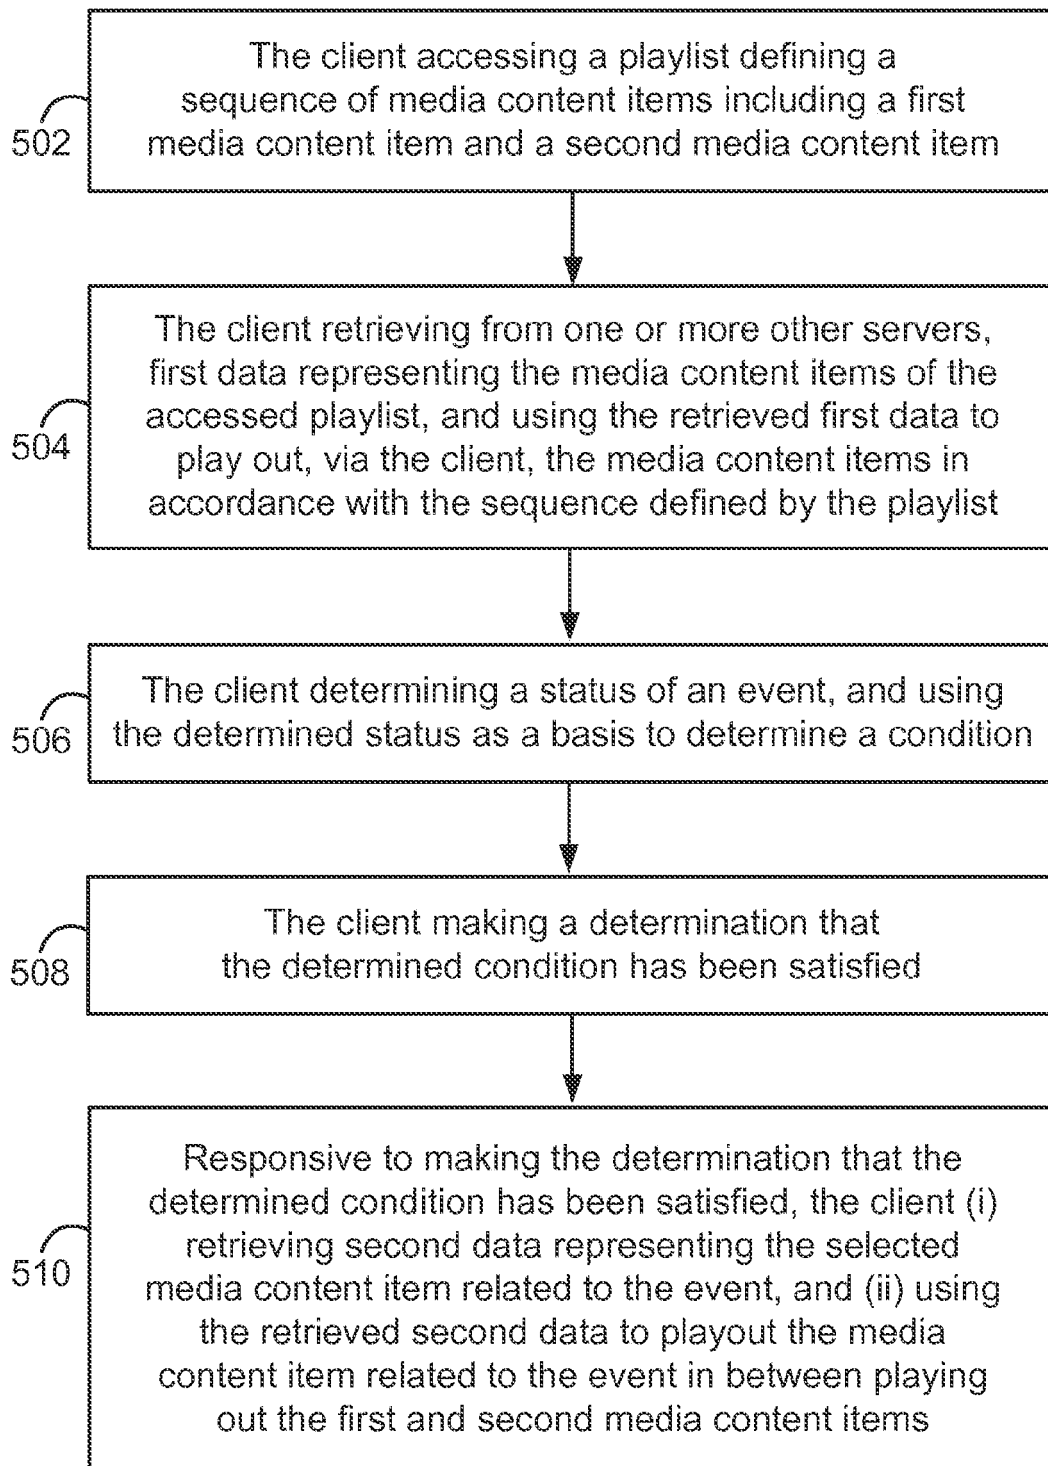 The client accessing a playlist defining a
sequence of media content items including a first
media content item and a second media content item
502
The client retrieving from one or more other servers,
first data representing the media content items of the
accessed playlist, and using the retrieved first data to
play out, via the client, the media content items in
accordance with the sequence defined by the playlist
504
The client determining a status of an event, and using
the determined status as a basis to determine a condition
506
The client making a determination that
the determined condition has been satisfied
508
Responsive to making the determination that the
determined condition has been satisfied, the client (i)
retrieving second data representing the selected
media content item related to the event, and (ii) using
the retrieved second data to playout the media
content item related to the event in between playing
out the first and second media content items
510